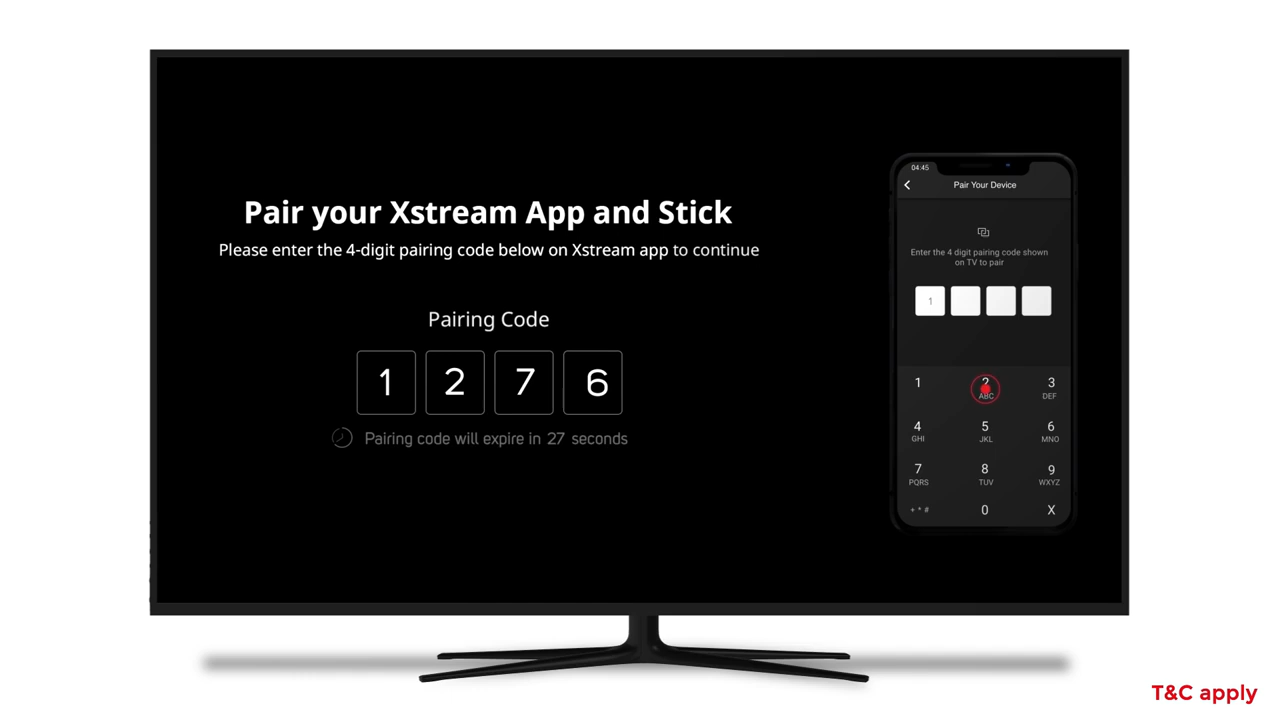 Pair your Xstream App and Stick
Please enter the 4-digit pairing code below on Xstream app to continue
Pairing Code
1 2 7 6
Pairing code will expire in 27 seconds
04:45
Pair Your Device
Enter the 4 digit pairing code shown
on TV to pair
1
1 2 3
ABC DEF
4 5 6
GHI JKL MNO
7 8 9
PQRS TUV WXYZ
+ * # 0 X
T&C apply